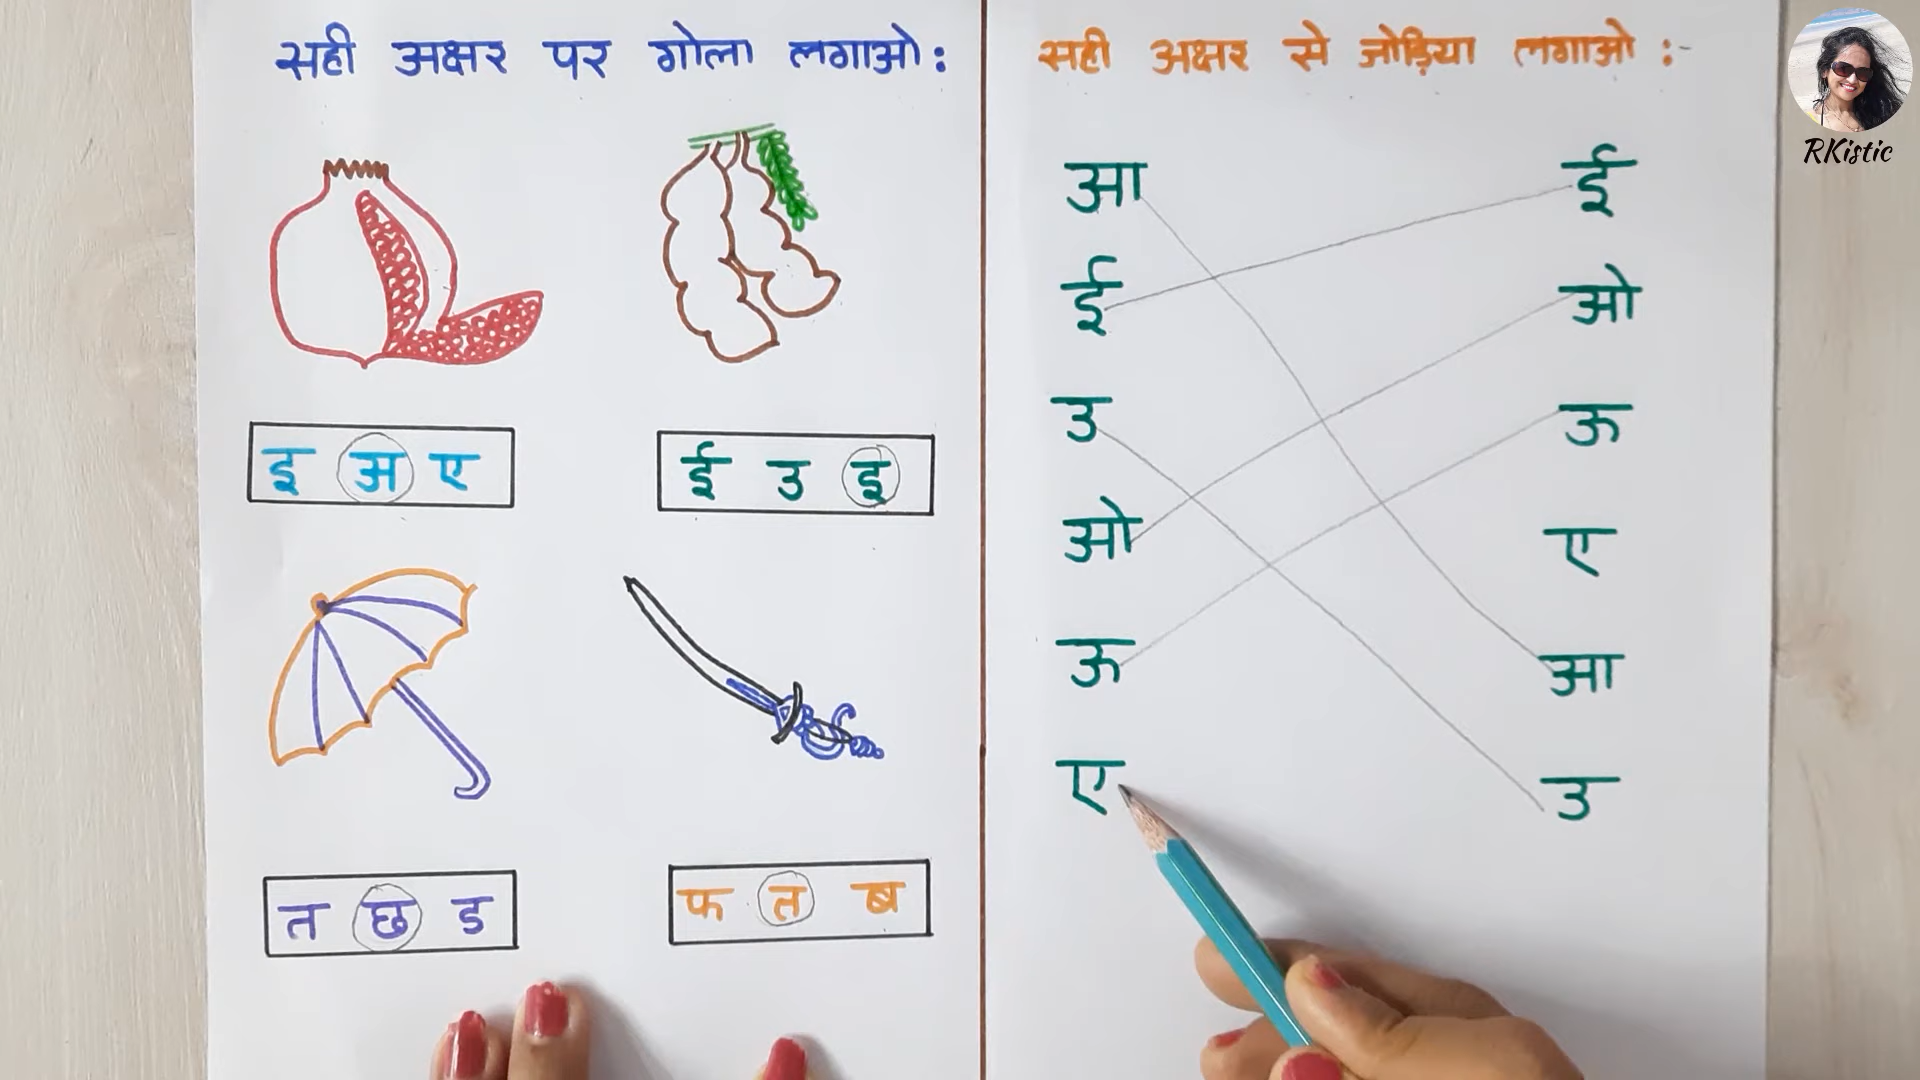 सही अक्षर पर गोला लगाओ:
इ अ ए
ई उ इ
त छ ड
फ त ब
सही अक्षर से जोड़िया लगाओ :-
आ ई
ई ओ
उ ऊ
ओ ए
ऊ आ
ए उ
RKistic